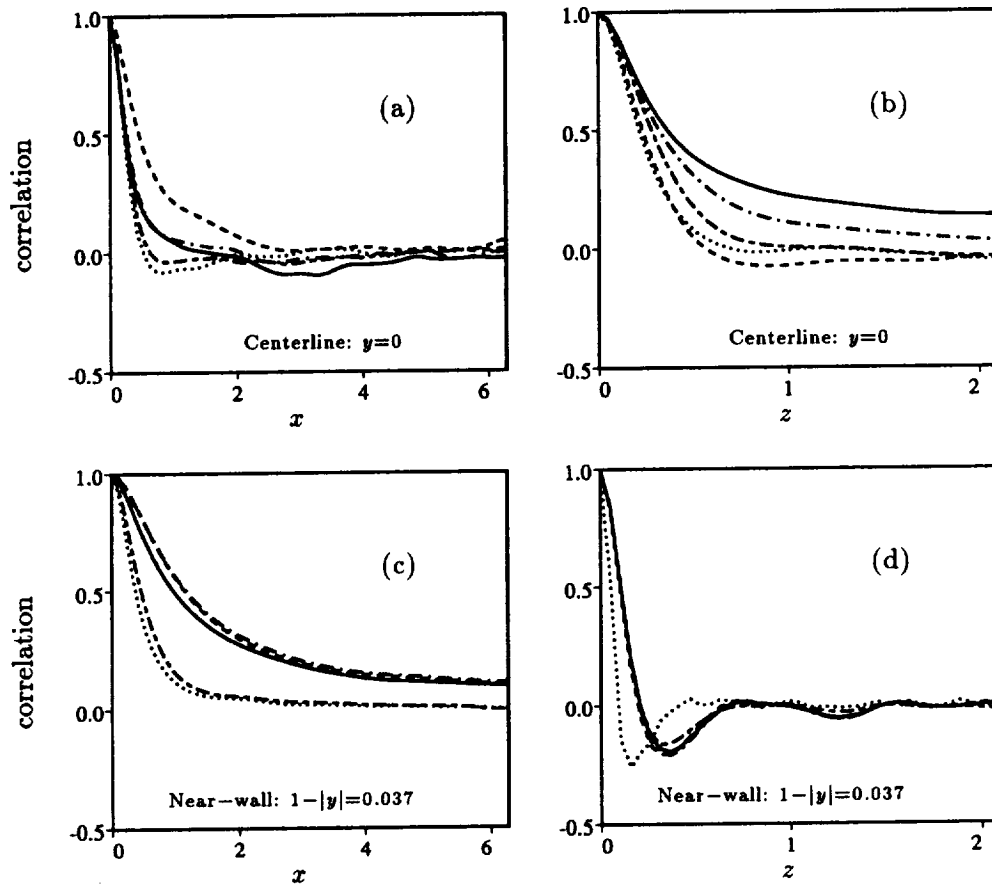 1.0
0.5
0.0
-0.5
correlation
(a)
Centerline: y=0
0 2 4 6
x
1.0
0.5
0.0
-0.5
(b)
Centerline: y=0
0 1 2
z
1.0
0.5
0.0
-0.5
correlation
(c)
Near-wall: 1-|y|=0.037
0 2 4 6
x
1.0
0.5
0.0
-0.5
(d)
Near-wall: 1-|y|=0.037
0 1 2
z